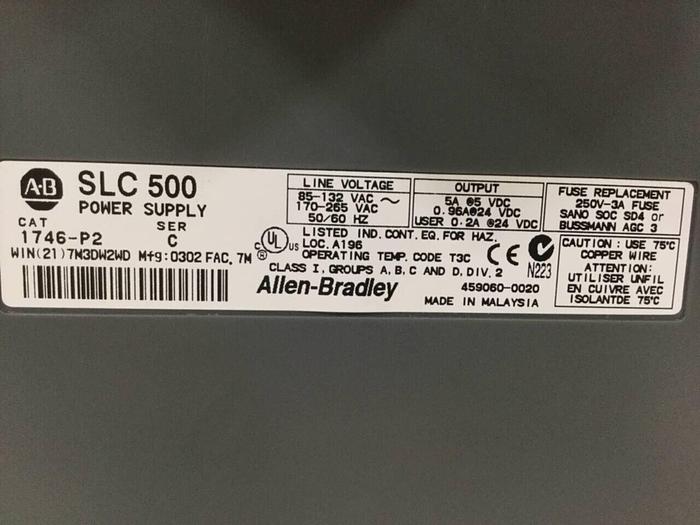 A·B
SLC 500
POWER SUPPLY
CAT SER
1746-P2 C
WIN(21)7M3DW2WD Mfg:0302 FAC. 7M
LINE VOLTAGE
85-132 VAC ~
170-265 VAC
50/60 HZ
OUTPUT
5A @5 VDC
0.96A@24 VDC
USER 0.2A @24 VDC
FUSE REPLACEMENT
250V-3A FUSE
SANO SOC SD4 or
BUSSMANN AGC 3
C UL US ®
LISTED IND. CONT. EQ. FOR HAZ.
LOC. A196
OPERATING TEMP. CODE T3C
CLASS I, GROUPS A, B, C AND D, DIV. 2
CE
N223
CAUTION : USE 75°C
COPPER WIRE
ATTENTION:
UTILISER UNFIL
EN CUIVRE AVEC
ISOLANTDE 75°C
Allen-Bradley
459060-0020
MADE IN MALAYSIA